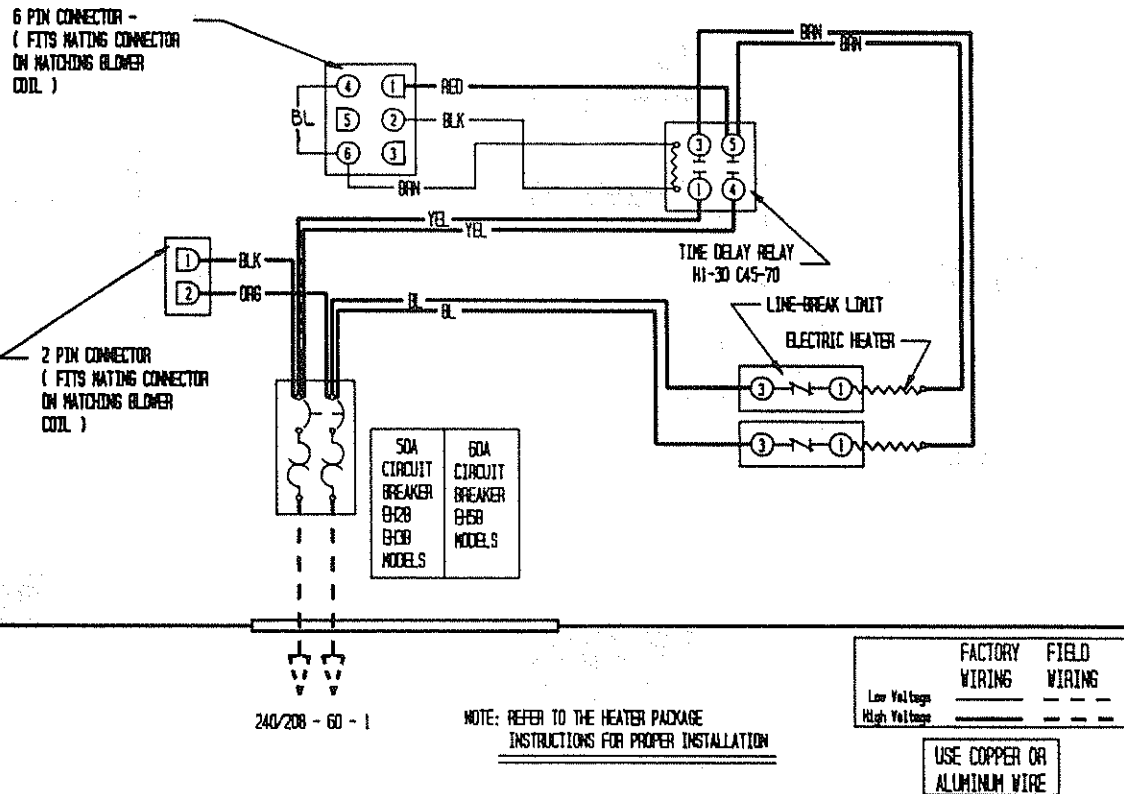 6 PIN CONNECTOR -
( FITS MATING CONNECTOR
ON MATCHING BLOWER
COIL )
4
1
RED
BL
5
2
BLK
6
3
BRN
BRN
BRN
3
5
1
4
YEL
YEL
TIME DELAY RELAY
H1-30 C45-70
1
BLK
2
ORG
BL
BL
LINE-BREAK LIMIT
ELECTRIC HEATER
3
1
3
1
2 PIN CONNECTOR
( FITS MATING CONNECTOR
ON MATCHING BLOWER
COIL )
50A
CIRCUIT
BREAKER
EH2B
EH3B
MODELS
60A
CIRCUIT
BREAKER
EH5B
MODELS
240/208 - 60 - 1
NOTE: REFER TO THE HEATER PACKAGE
INSTRUCTIONS FOR PROPER INSTALLATION
FACTORY WIRING
FIELD WIRING
Low Voltage
High Voltage
USE COPPER OR
ALUMINUM WIRE